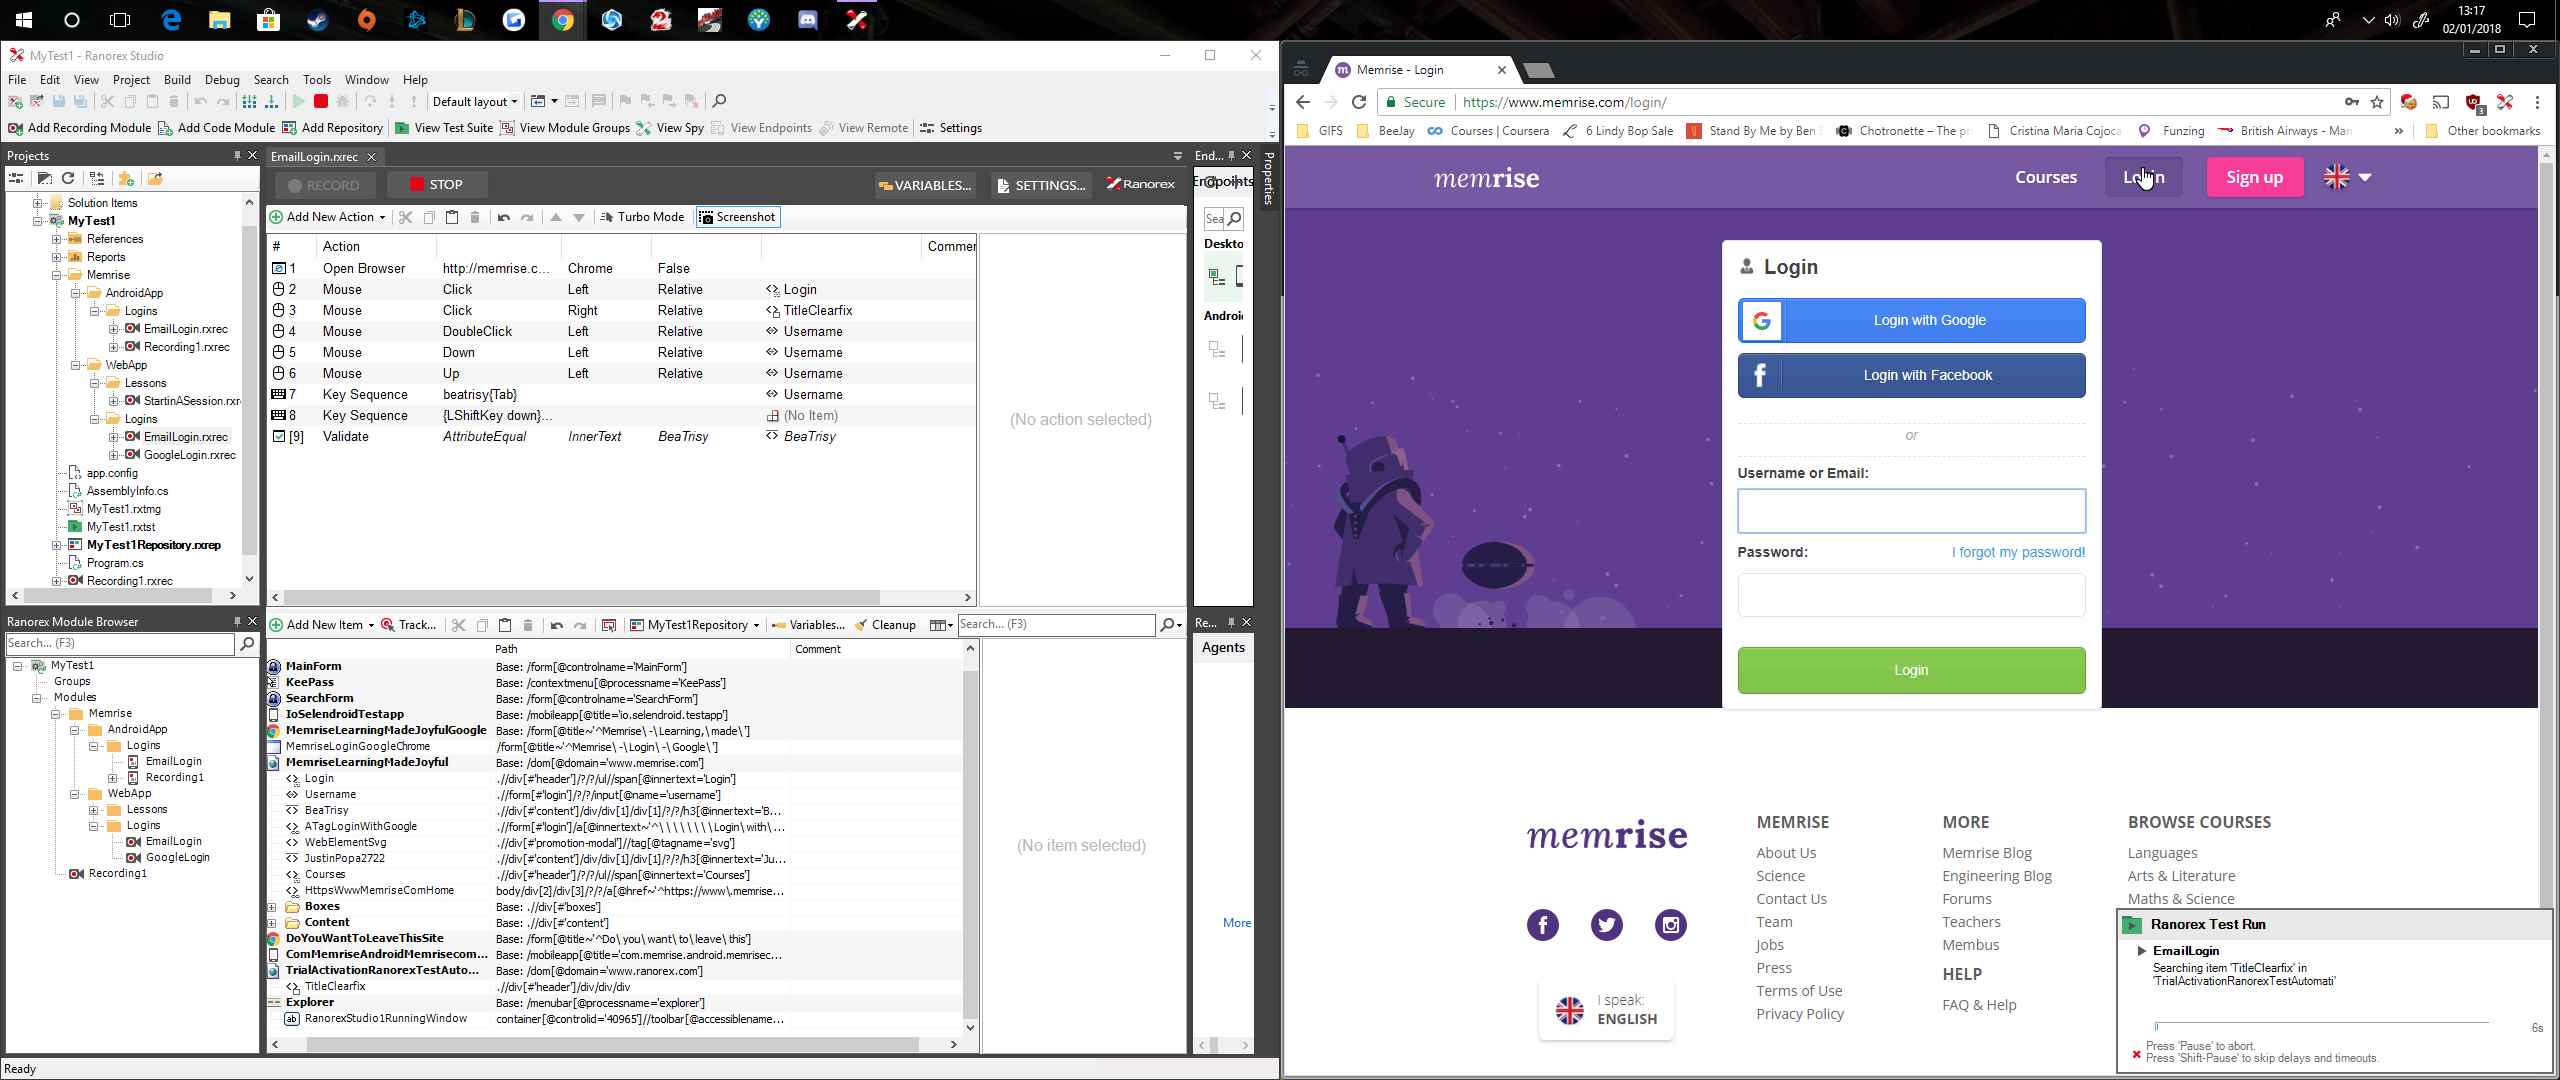 13:17
02/01/2018
MyTest1 - Ranorex Studio
File Edit View Project Build Debug Search Tools Window Help
Default layout
Add Recording Module Add Code Module Add Repository View Test Suite View Module Groups View Spy View Endpoints View Remote Settings
Projects
Solution Items
MyTest1
References
Reports
Memrise
AndroidApp
Logins
EmailLogin.rxrec
Recording1.rxrec
WebApp
Lessons
StartinASession.rxr
Logins
EmailLogin.rxrec
GoogleLogin.rxrec
app.config
AssemblyInfo.cs
MyTest1.rxtmg
MyTest1.rxtst
MyTest1Repository.rxrep
Program.cs
Recording1.rxrec
EmailLogin.rxrec
RECORD STOP VARIABLES... SETTINGS... Ranorex
Add New Action Turbo Mode Screenshot
# Action Commer
1 Open Browser http://memrise.c... Chrome False
2 Mouse Click Left Relative Login
3 Mouse Click Right Relative TitleClearfix
4 Mouse DoubleClick Left Relative Username
5 Mouse Down Left Relative Username
6 Mouse Up Left Relative Username
7 Key Sequence beatrisy{Tab} Username
8 Key Sequence {LShiftKey down}... (No Item)
[9] Validate AttributeEqual InnerText BeaTrisy BeaTrisy
(No action selected)
End...
Endpoints
Sea
Deskto
Androi
Properties
Ranorex Module Browser
Search... (F3)
MyTest1
Groups
Modules
Memrise
AndroidApp
Logins
EmailLogin
Recording1
WebApp
Lessons
Logins
EmailLogin
GoogleLogin
Recording1
Add New Item Track... MyTest1Repository Variables... Cleanup Search... (F3)
Path Comment
MainForm Base: /form[@controlname='MainForm']
KeePass Base: /contextmenu[@processname='KeePass']
SearchForm Base: /form[@controlname='SearchForm']
IoSelendroidTestapp Base: /mobileapp[@title='io.selendroid.testapp']
MemriseLearningMadeJoyfulGoogle Base: /form[@title~'^Memrise\ -\ Learning,\ made\ ']
MemriseLoginGoogleChrome /form[@title~'^Memrise\ -\ Login\ -\ Google\ ']
MemriseLearningMadeJoyful Base: /dom[@domain='www.memrise.com']
Login .//div[#'header']/?/?/ul//span[@innertext='Login']
Username .//form[#'login']/?/?/input[@name='username']
BeaTrisy .//div[#'content']/div/div[1]/div[1]/?/?/h3[@innertext='B...
ATagLoginWithGoogle .//form[#'login']/a[@innertext~'^\ \ \ \ \ \ \ \ Login\ with\ ...
WebElementSvg .//div[#'promotion-modal']//tag[@tagname='svg']
JustinPopa2722 .//div[#'content']/div/div[1]/div[1]/?/?/h3[@innertext='Ju...
Courses .//div[#'header']/?/?/ul//span[@innertext='Courses']
HttpsWwwMemriseComHome body/div[2]/div[3]/?/?/a[@href~'^https://www\.memrise...
Boxes Base: .//div[#'boxes']
Content Base: .//div[#'content']
DoYouWantToLeaveThisSite Base: /form[@title~'^Do\ you\ want\ to\ leave\ this']
ComMemriseAndroidMemrisecom... Base: /mobileapp[@title='com.memrise.android.memrisec...
TrialActivationRanorexTestAuto... Base: /dom[@domain='www.ranorex.com']
TitleClearfix .//div[#'header']/div/div/div
Explorer Base: /menubar[@processname='explorer']
RanorexStudio1RunningWindow container[@controlid='40965']//toolbar[@accessiblename...
(No item selected)
Re...
Agents
More
Ready
Memrise - Login
Secure https://www.memrise.com/login/
GIFS BeeJay Courses | Coursera 6 Lindy Bop Sale Stand By Me by Ben Chotronette – The p Cristina Maria Cojoca Funzing British Airways - Man » Other bookmarks
memrise Courses Login Sign up
Login
Login with Google
Login with Facebook
or
Username or Email:
Password: I forgot my password!
Login
memrise
MEMRISE
About Us
Science
Contact Us
Team
Jobs
Press
Terms of Use
Privacy Policy
MORE
Memrise Blog
Engineering Blog
Forums
Teachers
Membus
HELP
FAQ & Help
BROWSE COURSES
Languages
Arts & Literature
Maths & Science
I speak:
ENGLISH
Ranorex Test Run
EmailLogin
Searching item 'TitleClearfix' in
'TrialActivationRanorexTestAutomati'
6s
Press 'Pause' to abort.
Press 'Shift-Pause' to skip delays and timeouts.